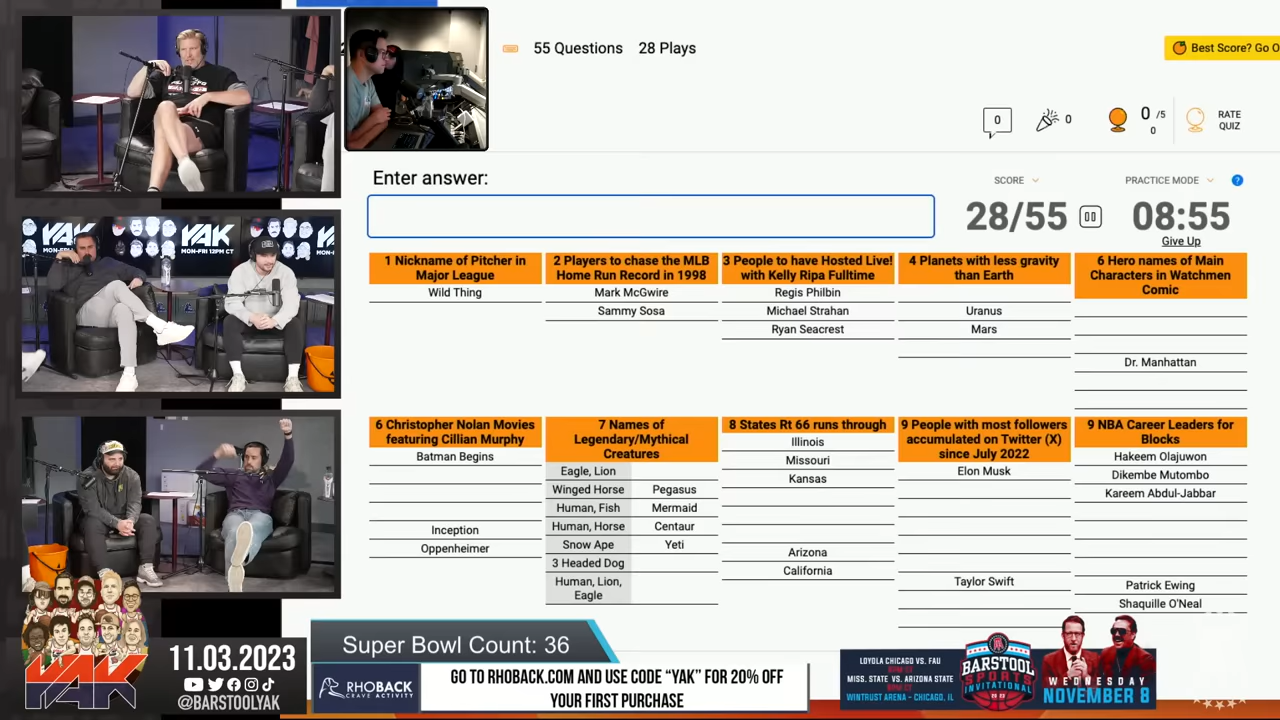 55 Questions 28 Plays
Best Score? Go O
0
0
0 /5
0
RATE
QUIZ
Enter answer:
SCORE
PRACTICE MODE
?
28/55
08:55
Give Up
1 Nickname of Pitcher in
Major League
Wild Thing
2 Players to chase the MLB
Home Run Record in 1998
Mark McGwire
Sammy Sosa
3 People to have Hosted Live!
with Kelly Ripa Fulltime
Regis Philbin
Michael Strahan
Ryan Seacrest
4 Planets with less gravity
than Earth
Uranus
Mars
6 Hero names of Main
Characters in Watchmen
Comic
Dr. Manhattan
6 Christopher Nolan Movies
featuring Cillian Murphy
Batman Begins
Inception
Oppenheimer
7 Names of
Legendary/Mythical
Creatures
Eagle, Lion
Winged Horse Pegasus
Human, Fish Mermaid
Human, Horse Centaur
Snow Ape Yeti
3 Headed Dog
Human, Lion,
Eagle
8 States Rt 66 runs through
Illinois
Missouri
Kansas
Arizona
California
9 People with most followers
accumulated on Twitter (X)
since July 2022
Elon Musk
Taylor Swift
9 NBA Career Leaders for
Blocks
Hakeem Olajuwon
Dikembe Mutombo
Kareem Abdul-Jabbar
Patrick Ewing
Shaquille O'Neal
YAK
MON-FRI 12PM CT
YAK
11.03.2023
@BARSTOOLYAK
Super Bowl Count: 36
RHOBACK
CRAVE ACTIVITY
GO TO RHOBACK.COM AND USE CODE “YAK” FOR 20% OFF
YOUR FIRST PURCHASE
LOYOLA CHICAGO VS. FAU
MISS. STATE VS. ARIZONA STATE
WINTRUST ARENA - CHICAGO, IL
BARSTOOL
SPORTS
INVITATIONAL
WEDNESDAY
NOVEMBER 8